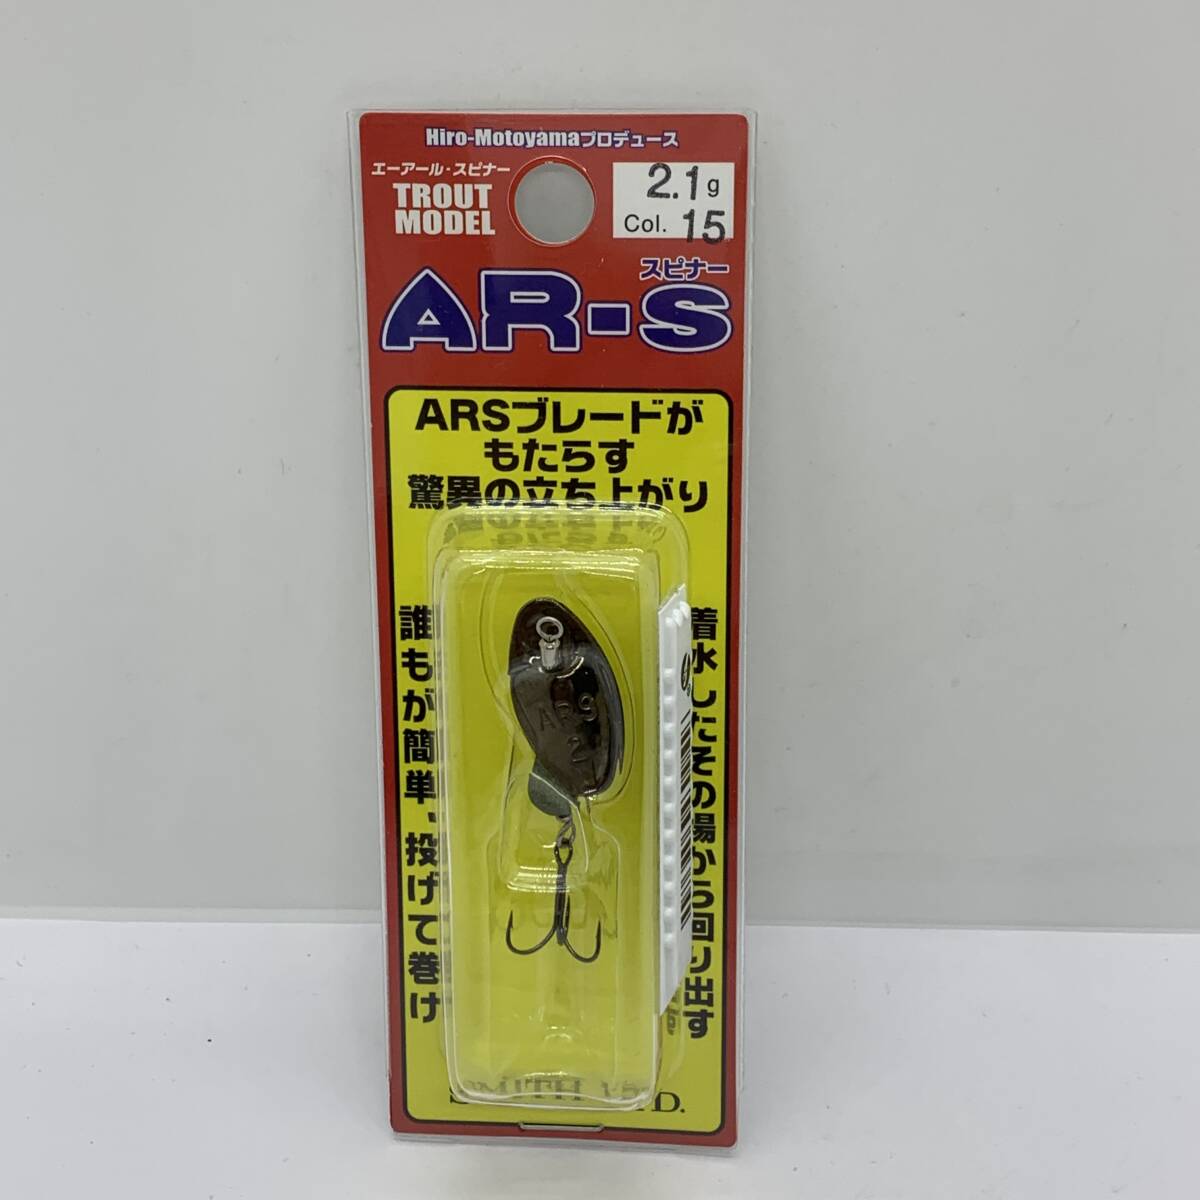 Hiro-Motoyamaプロデュース
エーアール・スピナー
TROUT
MODEL
2.1g
Col. 15
スピナー
AR-S
ARSブレードが
もたらす
驚異の立ち上がり
着水したその場から回り出す
誰もが簡単、投げて巻け
ARS
2
SMITH LTD.